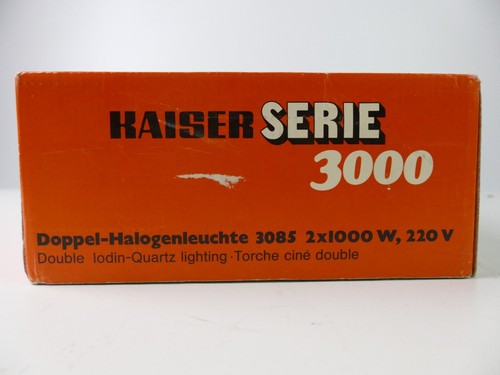 KAISER SERIE
3000
Doppel-Halogenleuchte 3085 2x1000 W, 220 V
Double Iodin-Quartz lighting · Torche ciné double